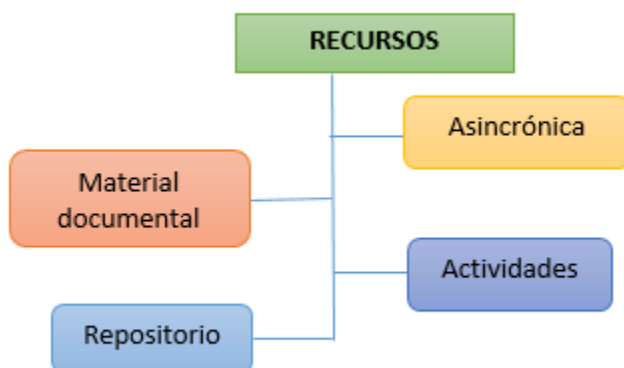 RECURSOS
Asincrónica
Material
documental
Actividades
Repositorio